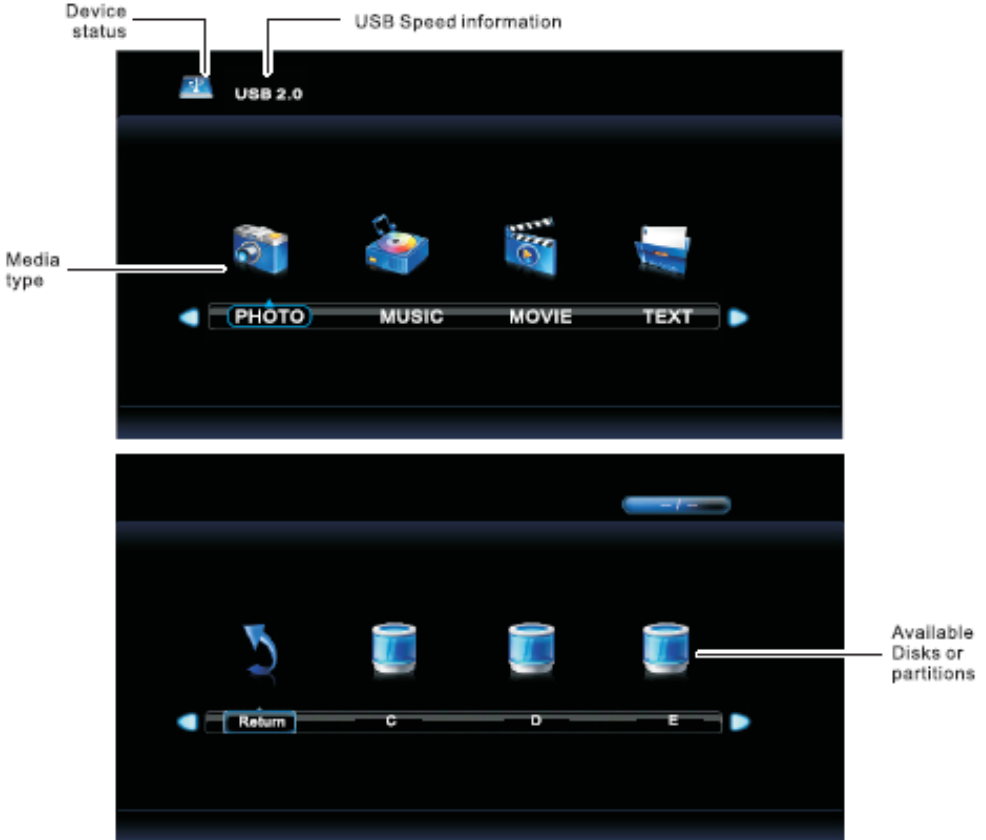 Device
status
USB Speed information
USB 2.0
Media
type
PHOTO MUSIC MOVIE TEXT
– / –
Available
Disks or
partitions
Return C D E